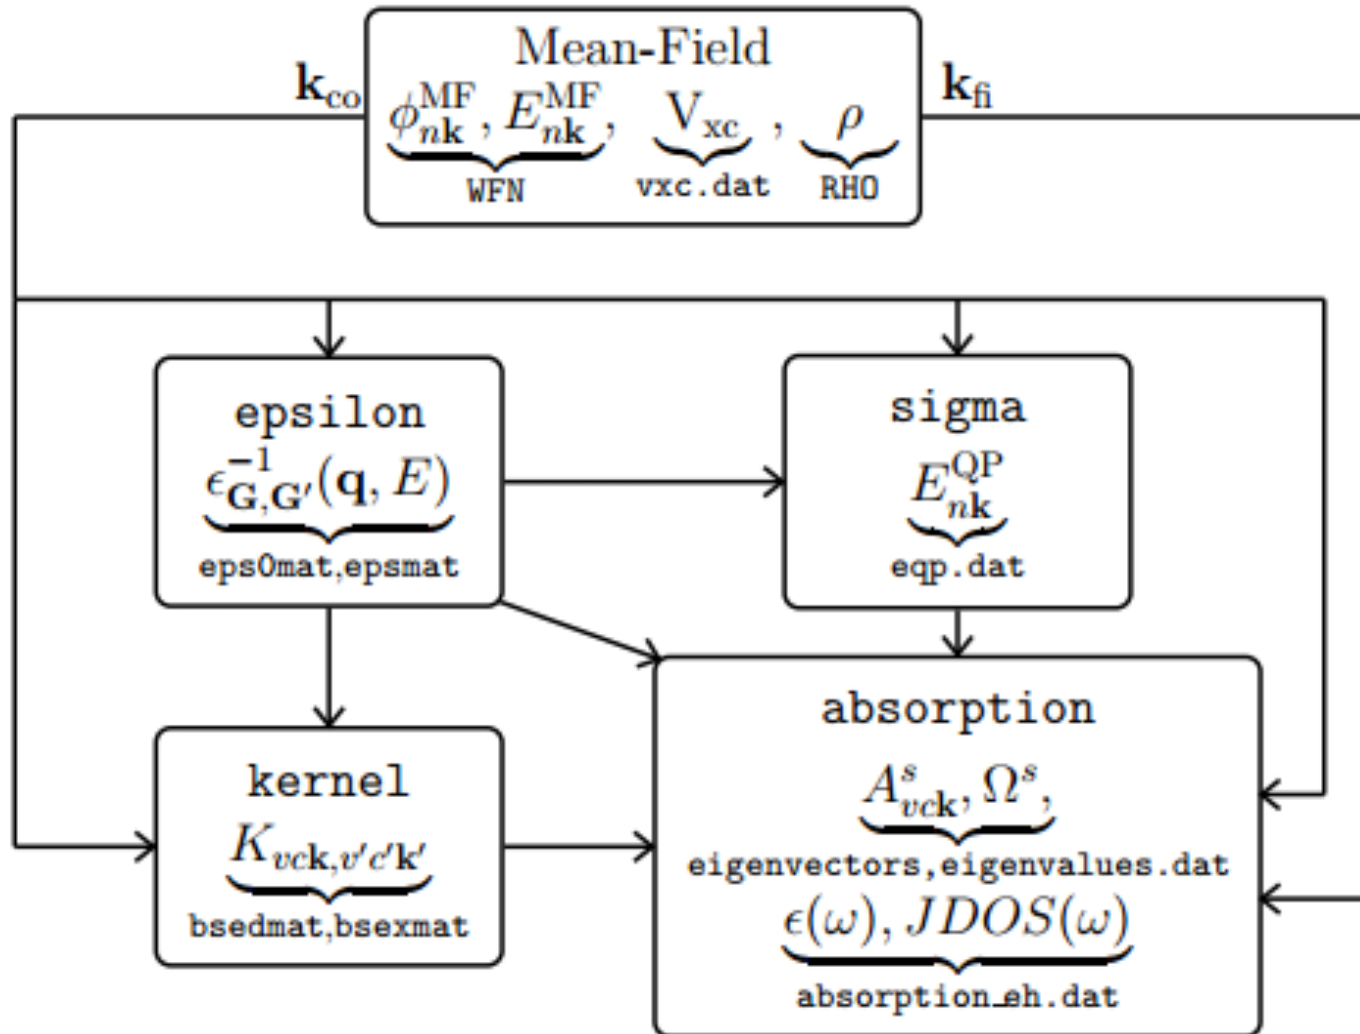 Mean-Field
k_co
k_fi
ϕ^MF_nk, E^MF_nk, V_xc, ρ
WFN vxc.dat RHO
epsilon
ϵ^−1_G,G′(q, E)
eps0mat,epsmat
sigma
E^QP_nk
eqp.dat
kernel
K_vck,v′c′k′
bsedmat,bsexmat
absorption
A^s_vck, Ω^s,
eigenvectors,eigenvalues.dat
ϵ(ω), JDOS(ω)
absorption_eh.dat